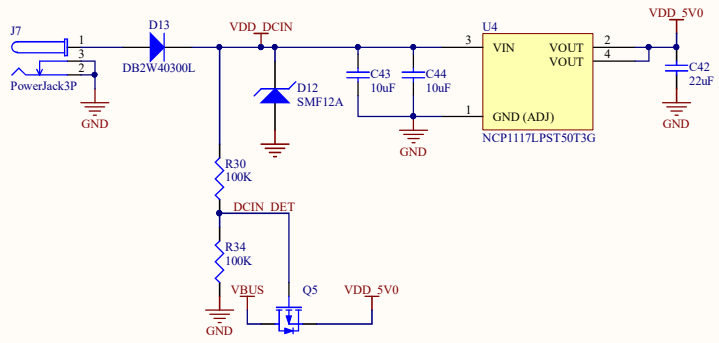 J7
1
3
2
PowerJack3P
GND
D13
DB2W40300L
VDD_DCIN
D12
SMF12A
C43
10uF
C44
10uF
GND
U4
3
VIN
VOUT
2
VOUT
4
1
GND (ADJ)
NCP1117LPST50T3G
VDD_5V0
C42
22uF
GND
R30
100K
DCIN_DET
R34
100K
GND
VBUS
Q5
VDD_5V0